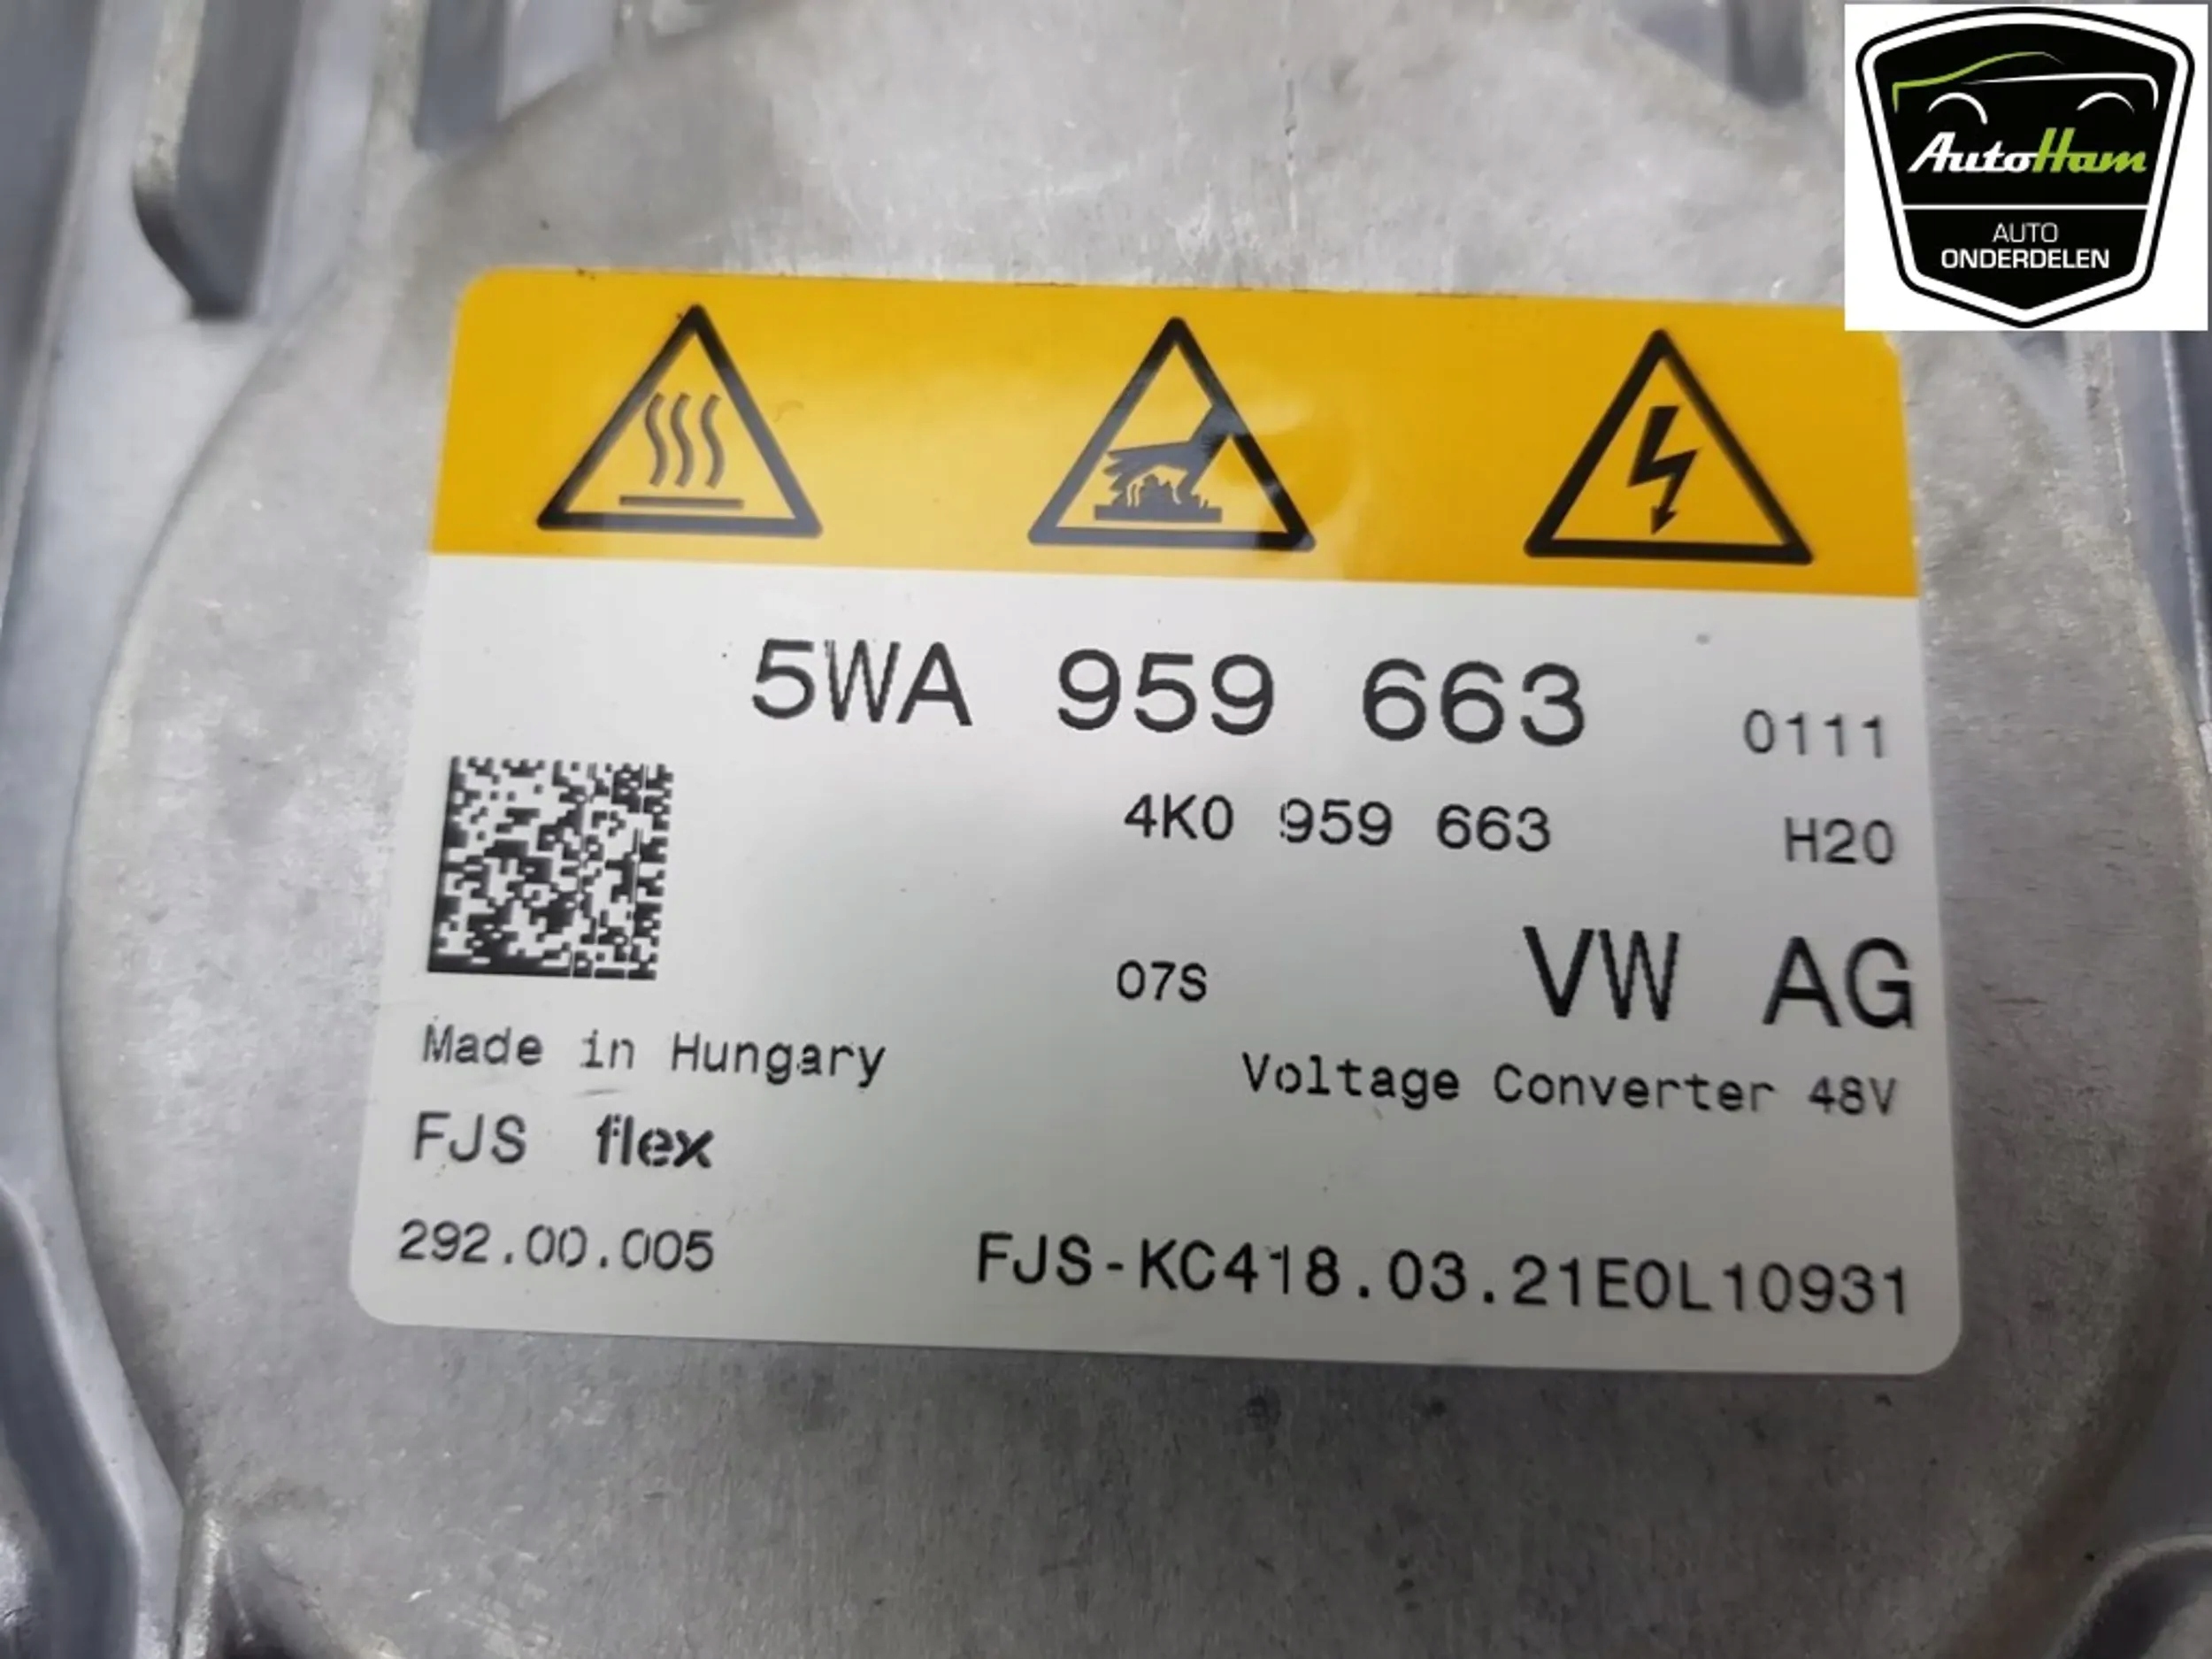 AutoHam
AUTO
ONDERDELEN
5WA 959 663 0111
4K0 959 663 H20
07S VW AG
Made in Hungary
Voltage Converter 48V
FJS flex
292.00.005 FJS-KC418.03.21E0L10931